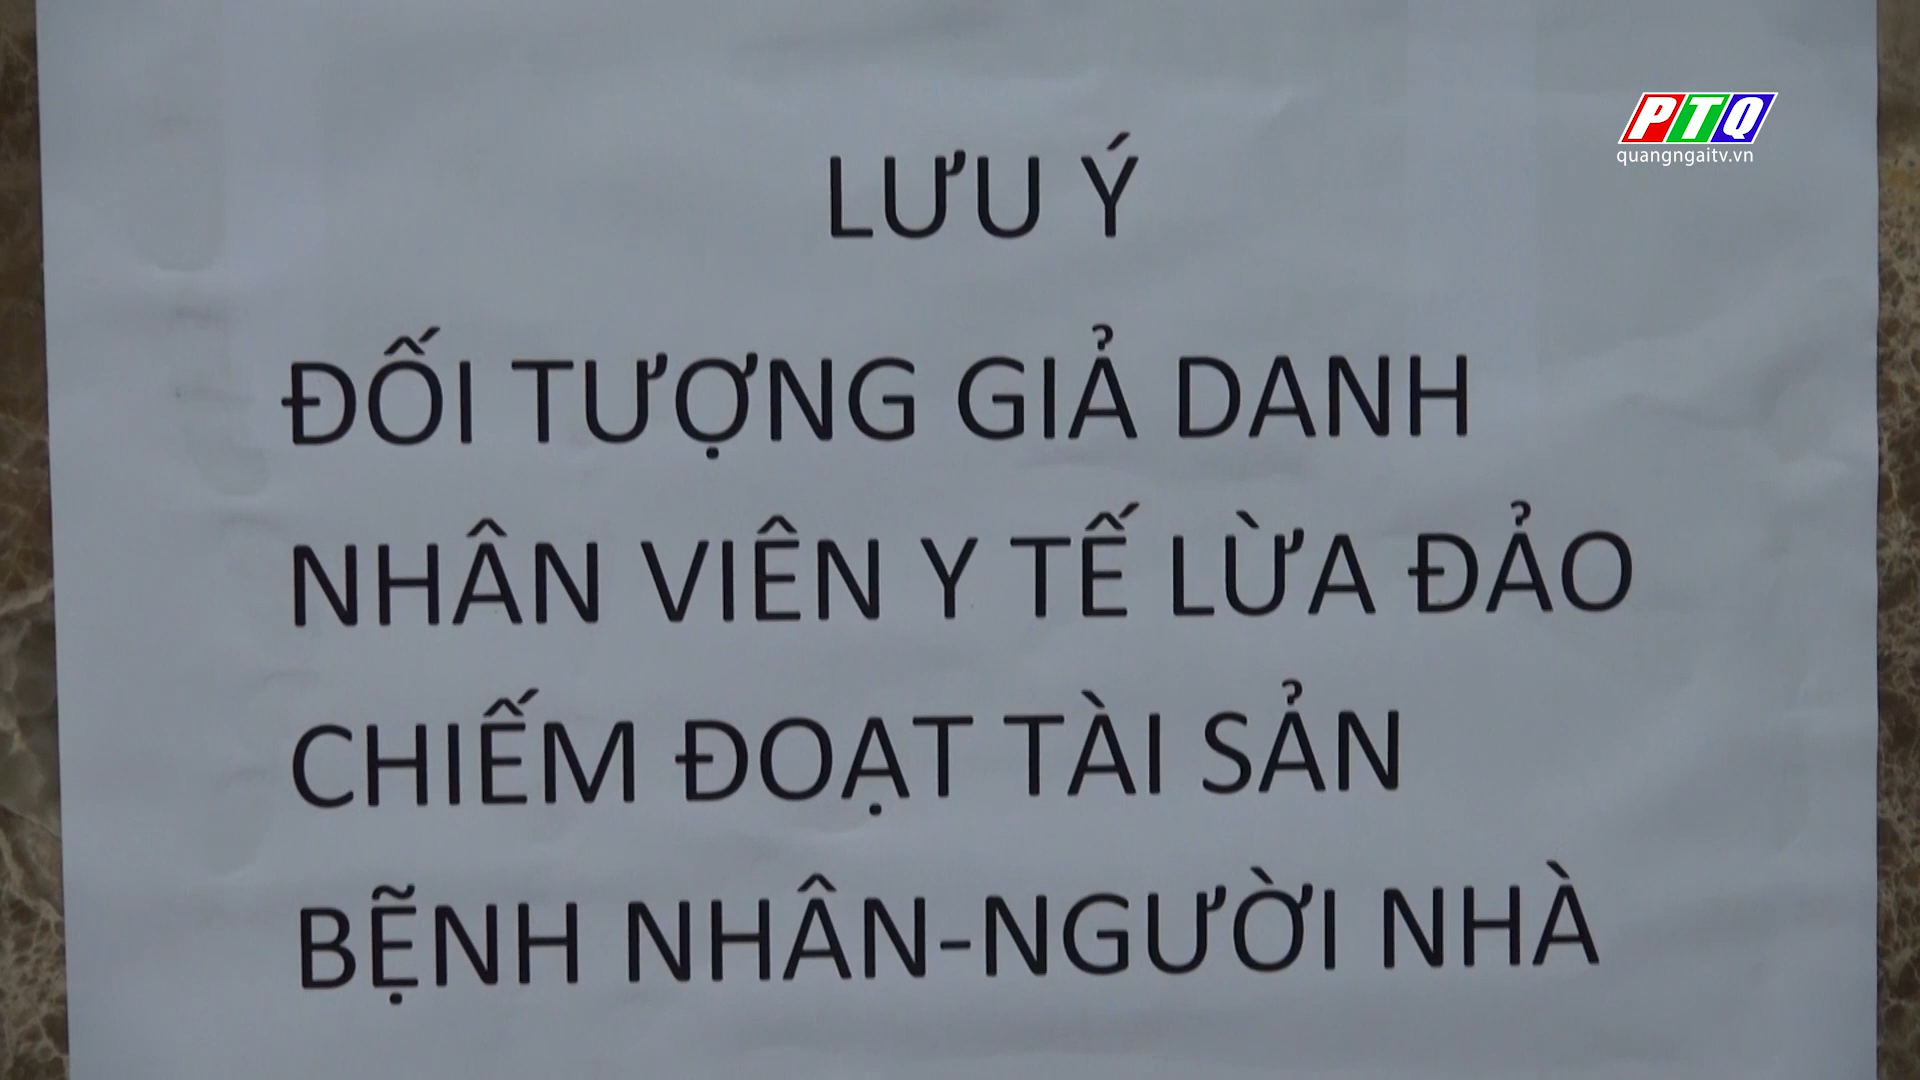 PTQ
quangngaitv.vn
LƯU Ý
ĐỐI TƯỢNG GIẢ DANH
NHÂN VIÊN Y TẾ LỪA ĐẢO
CHIẾM ĐOẠT TÀI SẢN
BỆNH NHÂN-NGƯỜI NHÀ